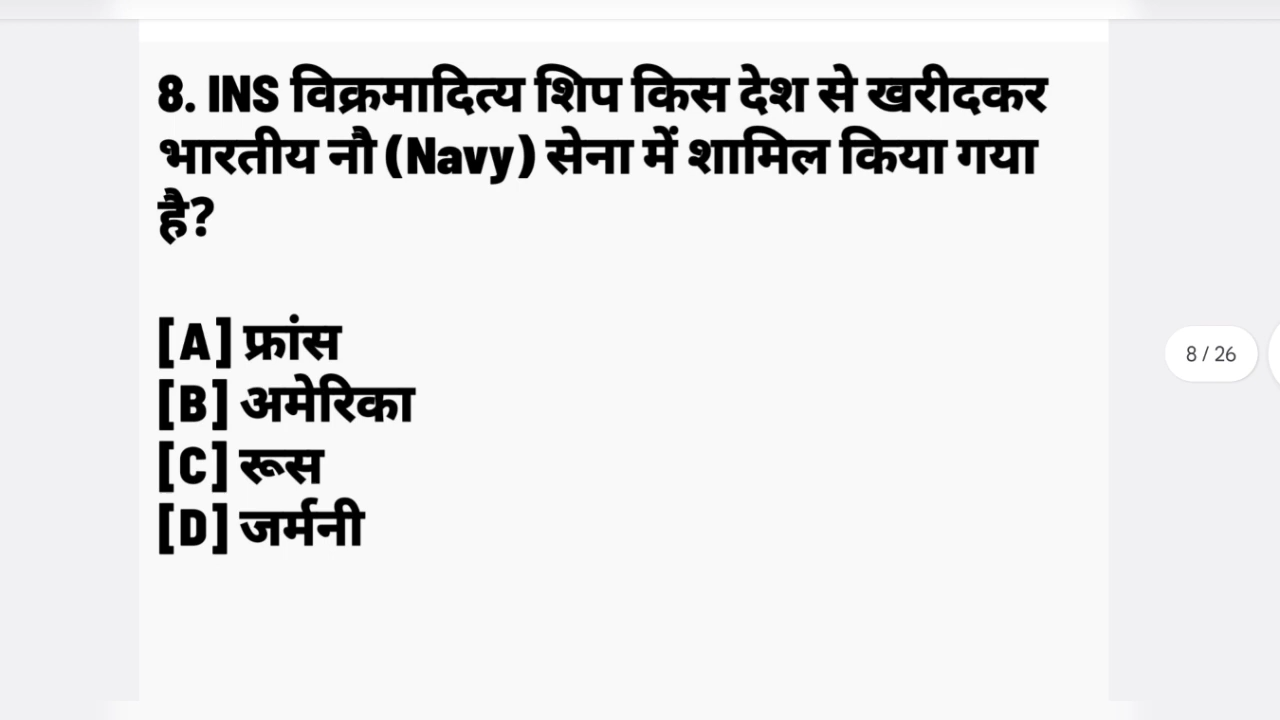 8. INS विक्रमादित्य शिप किस देश से खरीदकर
भारतीय नौ (Navy) सेना में शामिल किया गया
है?
[A] फ्रांस
[B] अमेरिका
[C] रूस
[D] जर्मनी
8 / 26